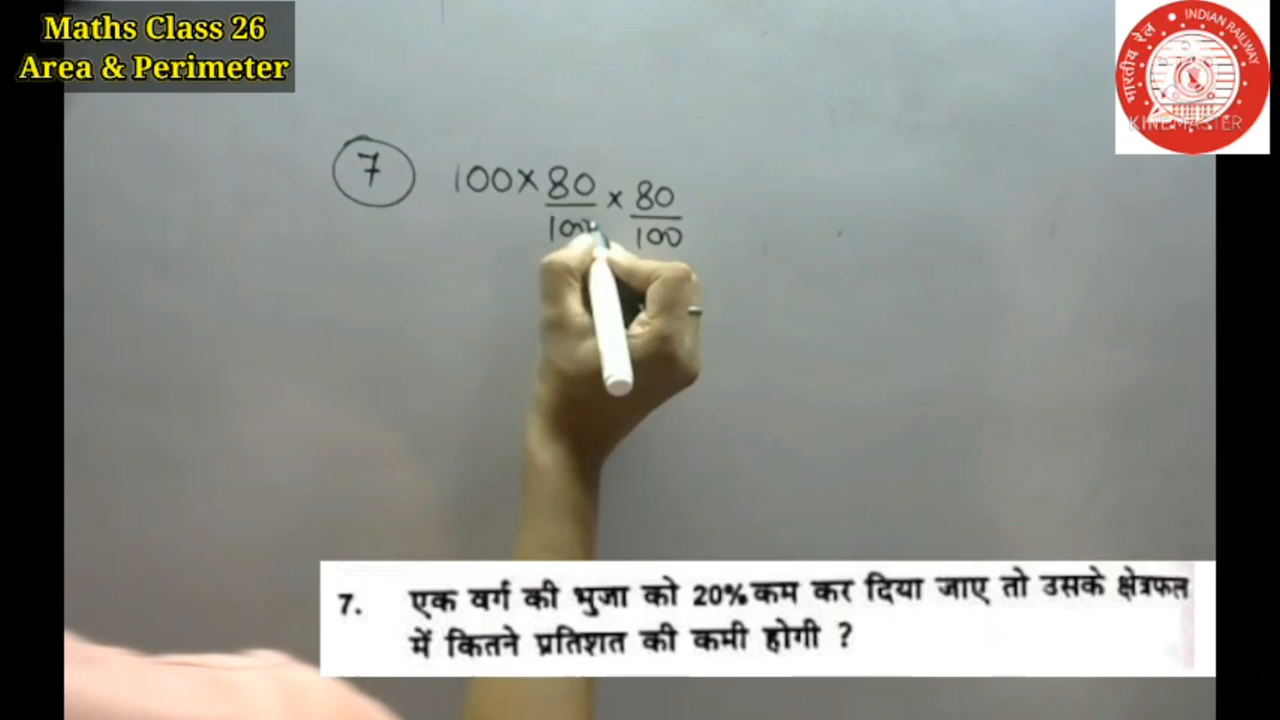 Maths Class 26
Area & Perimeter
भारतीय रेल
INDIAN RAILWAY
KINEMASTER
7 100 × 80/100 × 80/100
7. एक वर्ग की भुजा को 20% कम कर दिया जाए तो उसके क्षेत्रफल
में कितने प्रतिशत की कमी होगी ?